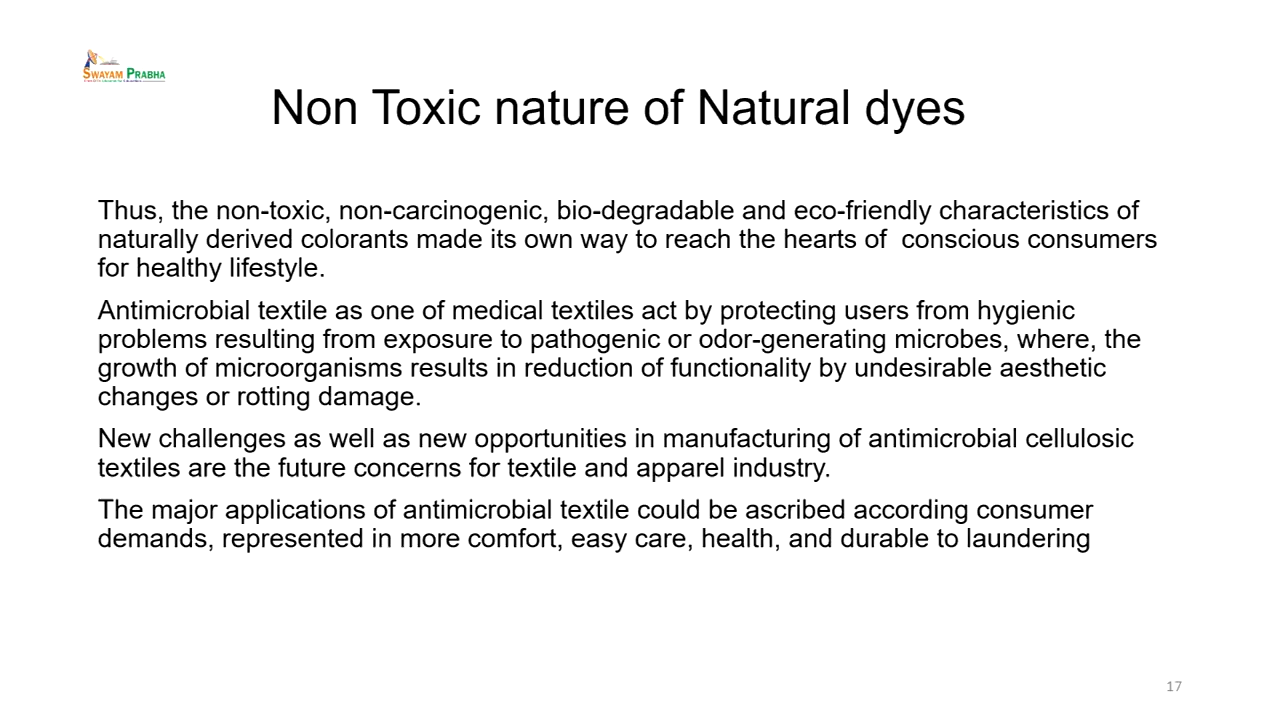 SWAYAM PRABHA
Non Toxic nature of Natural dyes
Thus, the non-toxic, non-carcinogenic, bio-degradable and eco-friendly characteristics of
naturally derived colorants made its own way to reach the hearts of  conscious consumers
for healthy lifestyle.
Antimicrobial textile as one of medical textiles act by protecting users from hygienic
problems resulting from exposure to pathogenic or odor-generating microbes, where, the
growth of microorganisms results in reduction of functionality by undesirable aesthetic
changes or rotting damage.
New challenges as well as new opportunities in manufacturing of antimicrobial cellulosic
textiles are the future concerns for textile and apparel industry.
The major applications of antimicrobial textile could be ascribed according consumer
demands, represented in more comfort, easy care, health, and durable to laundering
17